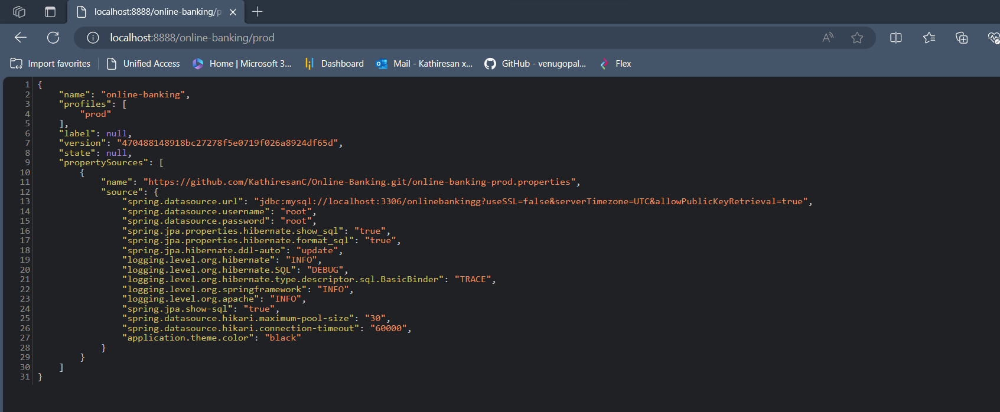 localhost:8888/online-banking/p
localhost:8888/online-banking/prod
Import favorites Unified Access Home | Microsoft 3... Dashboard Mail - Kathiresan x... GitHub - venugopal... Flex
1 {
2 "name": "online-banking",
3 "profiles": [
4 "prod"
5 ],
6 "label": null,
7 "version": "470488148918bc27278f5e0719f026a8924df65d",
8 "state": null,
9 "propertySources": [
10 {
11 "name": "https://github.com/KathiresanC/Online-Banking.git/online-banking-prod.properties",
12 "source": {
13 "spring.datasource.url": "jdbc:mysql://localhost:3306/onlinebankingg?useSSL=false&serverTimezone=UTC&allowPublicKeyRetrieval=true",
14 "spring.datasource.username": "root",
15 "spring.datasource.password": "root",
16 "spring.jpa.properties.hibernate.show_sql": "true",
17 "spring.jpa.properties.hibernate.format_sql": "true",
18 "spring.jpa.hibernate.ddl-auto": "update",
19 "logging.level.org.hibernate": "INFO",
20 "logging.level.org.hibernate.SQL": "DEBUG",
21 "logging.level.org.hibernate.type.descriptor.sql.BasicBinder": "TRACE",
22 "logging.level.org.springframework": "INFO",
23 "logging.level.org.apache": "INFO",
24 "spring.jpa.show-sql": "true",
25 "spring.datasource.hikari.maximum-pool-size": "30",
26 "spring.datasource.hikari.connection-timeout": "60000",
27 "application.theme.color": "black"
28 }
29 }
30 ]
31 }